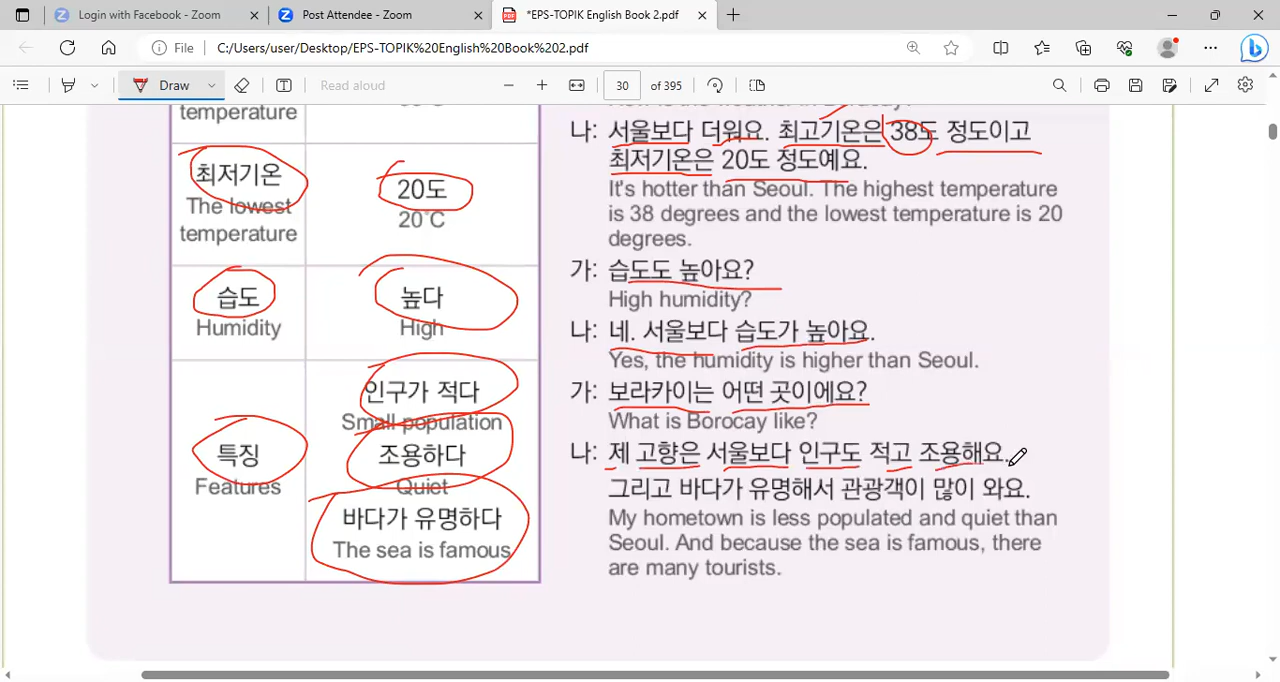 Login with Facebook - Zoom
Post Attendee - Zoom
*EPS-TOPIK English Book 2.pdf
File
C:/Users/user/Desktop/EPS-TOPIK%20English%20Book%202.pdf
Draw
Read aloud
30
of 395
temperature
최저기온
The lowest
temperature
20도
20°C
습도
Humidity
높다
High
특징
Features
인구가 적다
Small population
조용하다
Quiet
바다가 유명하다
The sea is famous
나: 서울보다 더워요. 최고기온은 38도 정도이고
최저기온은 20도 정도예요.
It's hotter than Seoul. The highest temperature
is 38 degrees and the lowest temperature is 20
degrees.
가: 습도도 높아요?
High humidity?
나: 네. 서울보다 습도가 높아요.
Yes, the humidity is higher than Seoul.
가: 보라카이는 어떤 곳이에요?
What is Borocay like?
나: 제 고향은 서울보다 인구도 적고 조용해요.
그리고 바다가 유명해서 관광객이 많이 와요.
My hometown is less populated and quiet than
Seoul. And because the sea is famous, there
are many tourists.